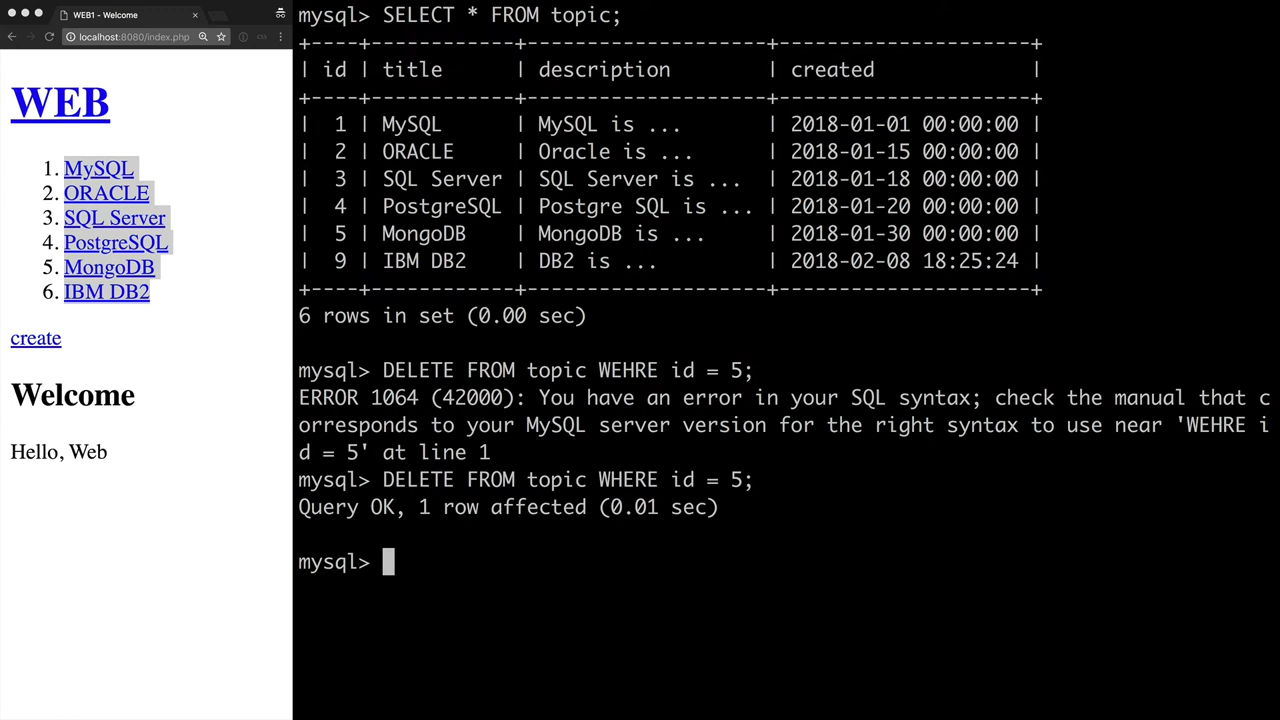 WEB1 - Welcome
localhost:8080/index.php
WEB
1. MySQL
2. ORACLE
3. SQL Server
4. PostgreSQL
5. MongoDB
6. IBM DB2
create
Welcome
Hello, Web
mysql> SELECT * FROM topic;
+----+------------+--------------------+---------------------+
| id | title | description | created |
+----+------------+--------------------+---------------------+
| 1 | MySQL | MySQL is ... | 2018-01-01 00:00:00 |
| 2 | ORACLE | Oracle is ... | 2018-01-15 00:00:00 |
| 3 | SQL Server | SQL Server is ... | 2018-01-18 00:00:00 |
| 4 | PostgreSQL | Postgre SQL is ... | 2018-01-20 00:00:00 |
| 5 | MongoDB | MongoDB is ... | 2018-01-30 00:00:00 |
| 9 | IBM DB2 | DB2 is ... | 2018-02-08 18:25:24 |
+----+------------+--------------------+---------------------+
6 rows in set (0.00 sec)
mysql> DELETE FROM topic WEHRE id = 5;
ERROR 1064 (42000): You have an error in your SQL syntax; check the manual that c
orresponds to your MySQL server version for the right syntax to use near 'WEHRE i
d = 5' at line 1
mysql> DELETE FROM topic WHERE id = 5;
Query OK, 1 row affected (0.01 sec)
mysql>